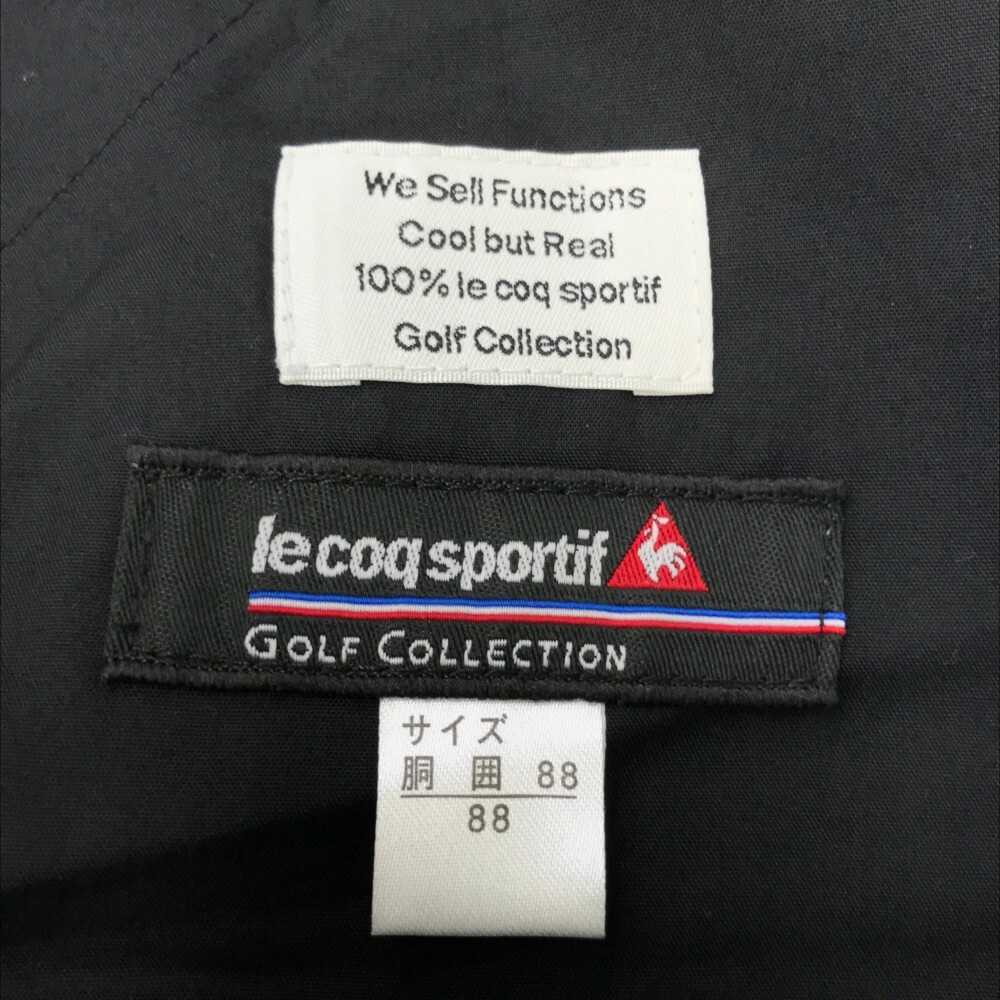 We Sell Functions
Cool but Real
100% le coq sportif
Golf Collection
le coq sportif
GOLF COLLECTION
サイズ
胴 囲 88
88